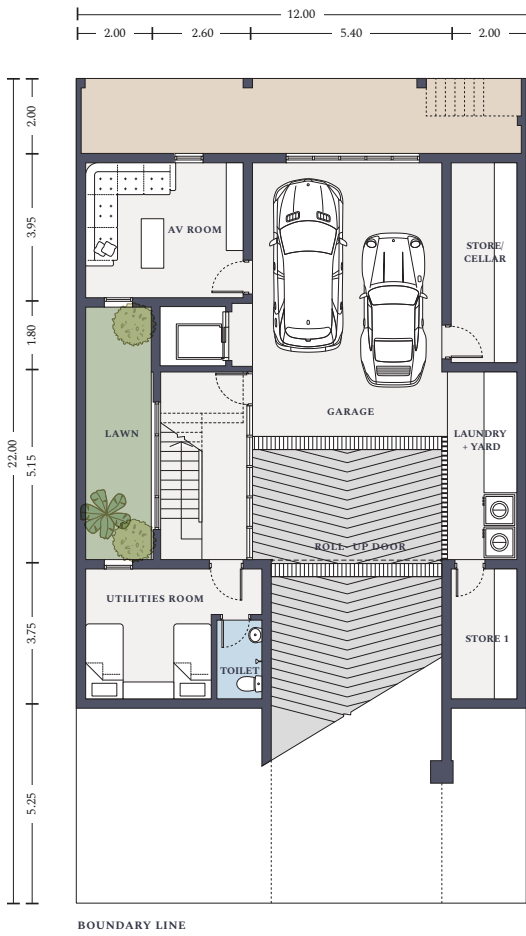 12.00
2.00 2.60 5.40 2.00
2.00
3.95
AV ROOM
STORE/
CELLAR
1.80
GARAGE
LAWN
LAUNDRY
+ YARD
22.00
5.15
ROLL- UP DOOR
UTILITIES ROOM
3.75
STORE 1
TOILET
5.25
BOUNDARY LINE